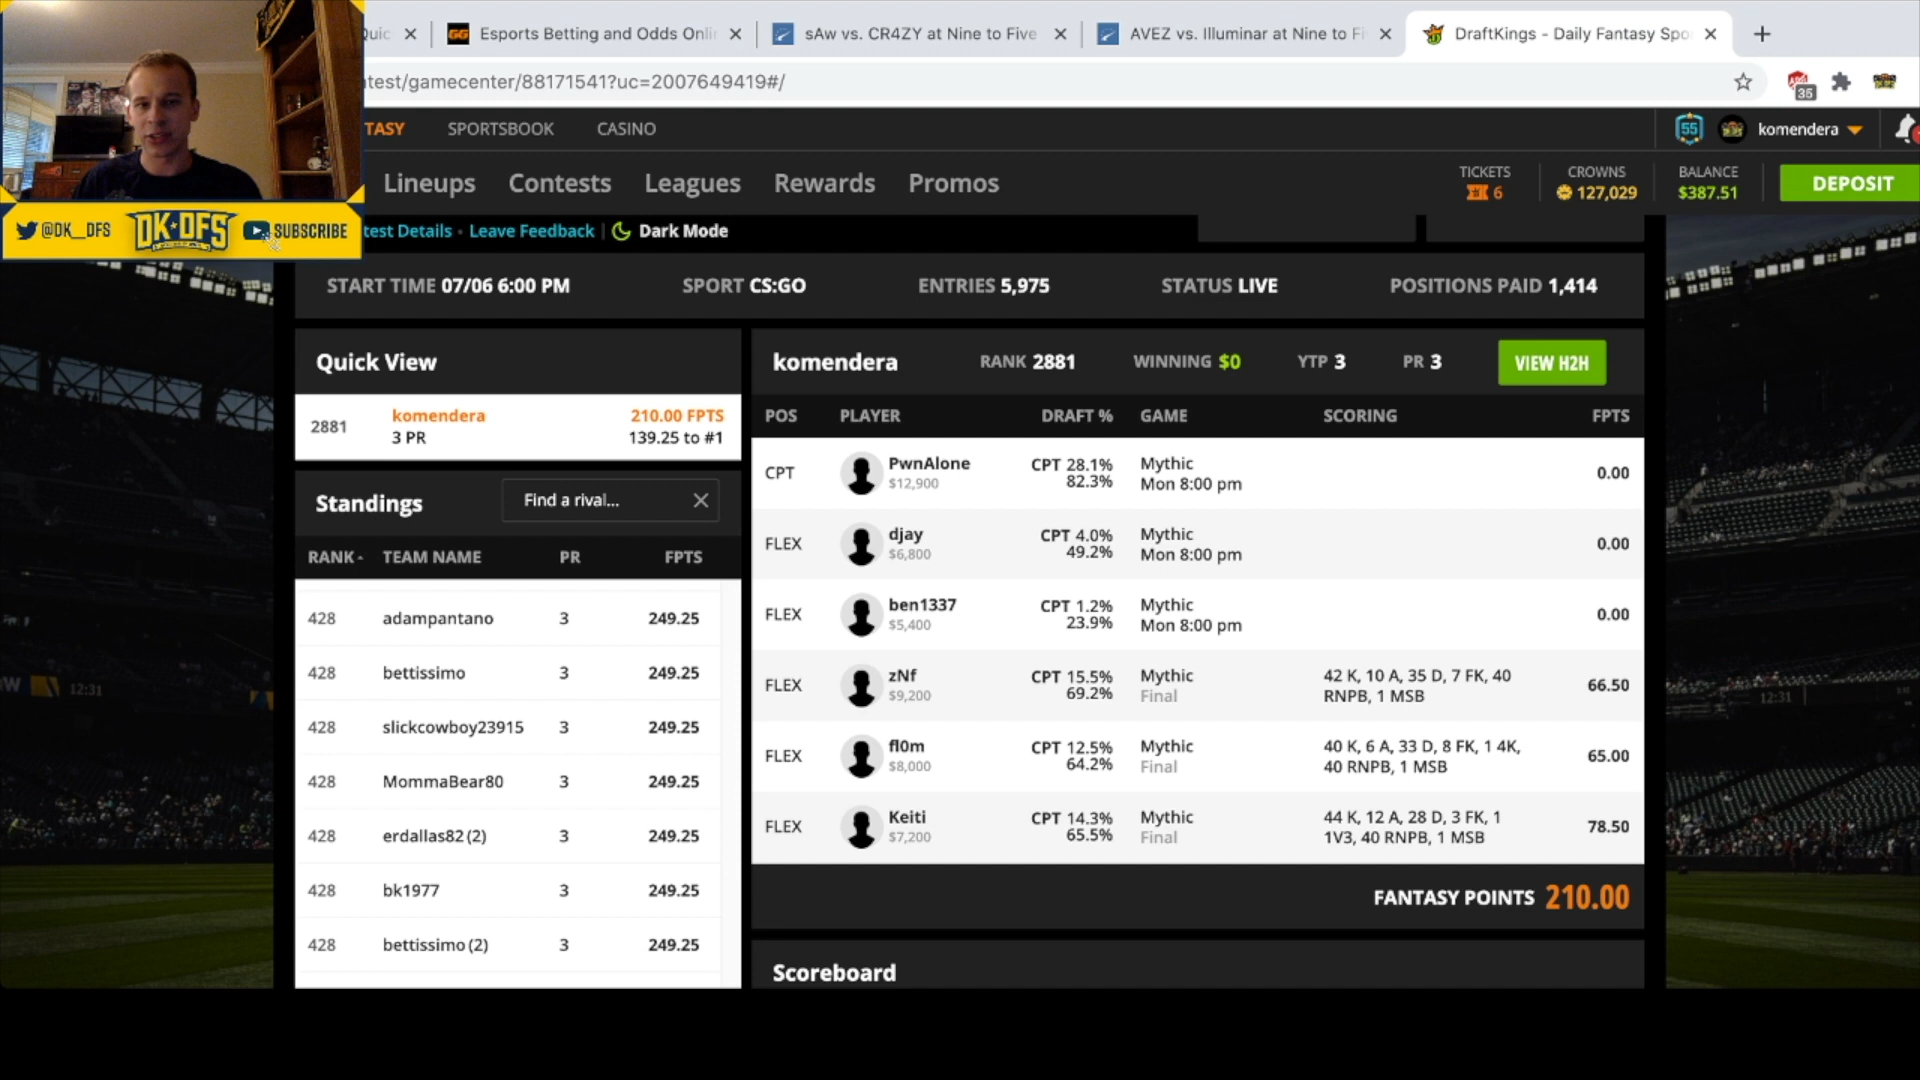 Quic
Esports Betting and Odds Onli
sAw vs. CR4ZY at Nine to Five
AVEZ vs. Illuminar at Nine to Fi
DraftKings - Daily Fantasy Spo
test/gamecenter/88171541?uc=2007649419#/
35
TASY
SPORTSBOOK
CASINO
55
komendera
Lineups
Contests
Leagues
Rewards
Promos
TICKETS
6
CROWNS
127,029
BALANCE
$387.51
DEPOSIT
@DK__DFS
DK★DFS
SUBSCRIBE
test Details • Leave Feedback | Dark Mode
START TIME 07/06 6:00 PM
SPORT CS:GO
ENTRIES 5,975
STATUS LIVE
POSITIONS PAID 1,414
Quick View
2881
komendera
210.00 FPTS
3 PR
139.25 to #1
Standings
Find a rival...
RANK TEAM NAME PR FPTS
428 adampantano 3 249.25
428 bettissimo 3 249.25
428 slickcowboy23915 3 249.25
428 MommaBear80 3 249.25
428 erdallas82 (2) 3 249.25
428 bk1977 3 249.25
428 bettissimo (2) 3 249.25
komendera RANK 2881 WINNING $0 YTP 3 PR 3 VIEW H2H
POS PLAYER DRAFT % GAME SCORING FPTS
CPT PwnAlone CPT 28.1% Mythic 0.00
$12,900 82.3% Mon 8:00 pm
FLEX djay CPT 4.0% Mythic 0.00
$6,800 49.2% Mon 8:00 pm
FLEX ben1337 CPT 1.2% Mythic 0.00
$5,400 23.9% Mon 8:00 pm
FLEX zNf CPT 15.5% Mythic 42 K, 10 A, 35 D, 7 FK, 40 66.50
$9,200 69.2% Final RNPB, 1 MSB
FLEX fl0m CPT 12.5% Mythic 40 K, 6 A, 33 D, 8 FK, 1 4K, 65.00
$8,000 64.2% Final 40 RNPB, 1 MSB
FLEX Keiti CPT 14.3% Mythic 44 K, 12 A, 28 D, 3 FK, 1 78.50
$7,200 65.5% Final 1V3, 40 RNPB, 1 MSB
FANTASY POINTS 210.00
Scoreboard
12:31
12:31